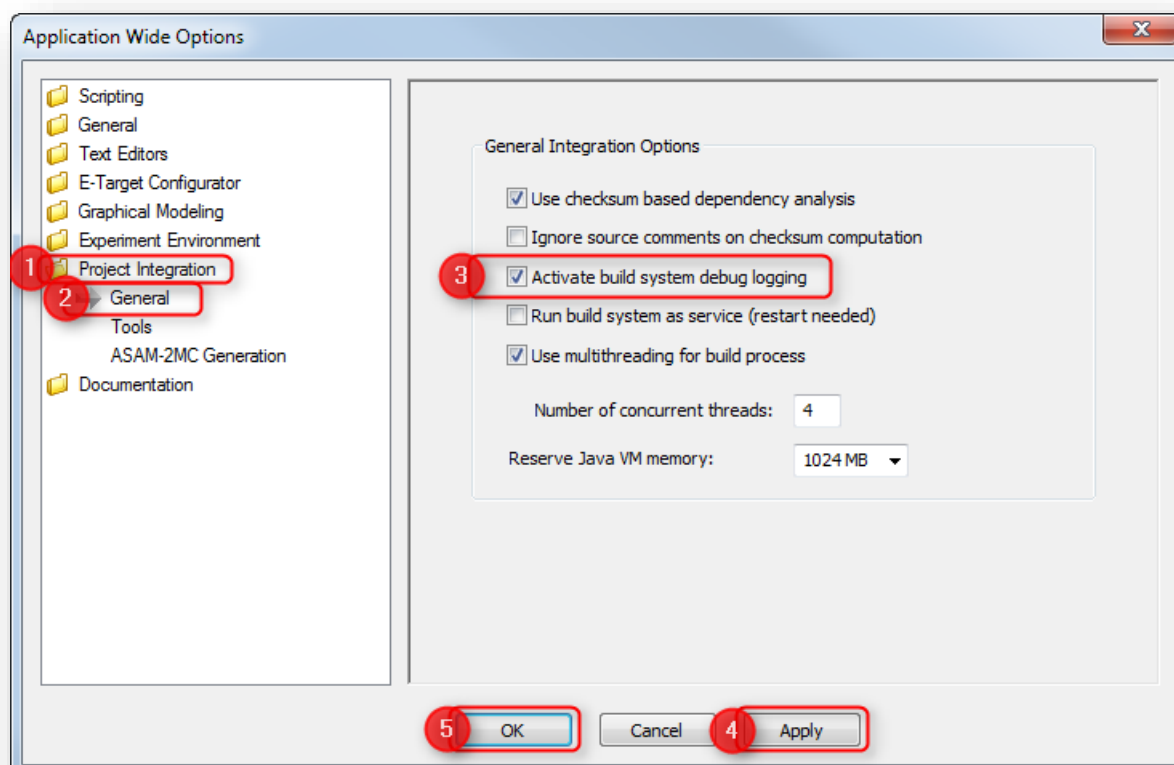 Application Wide Options
X
Scripting
General
Text Editors
E-Target Configurator
Graphical Modeling
Experiment Environment
1 Project Integration
2 General
Tools
ASAM-2MC Generation
Documentation
General Integration Options
Use checksum based dependency analysis
Ignore source comments on checksum computation
3 Activate build system debug logging
Run build system as service (restart needed)
Use multithreading for build process
Number of concurrent threads: 4
Reserve Java VM memory: 1024 MB
5 OK Cancel 4 Apply